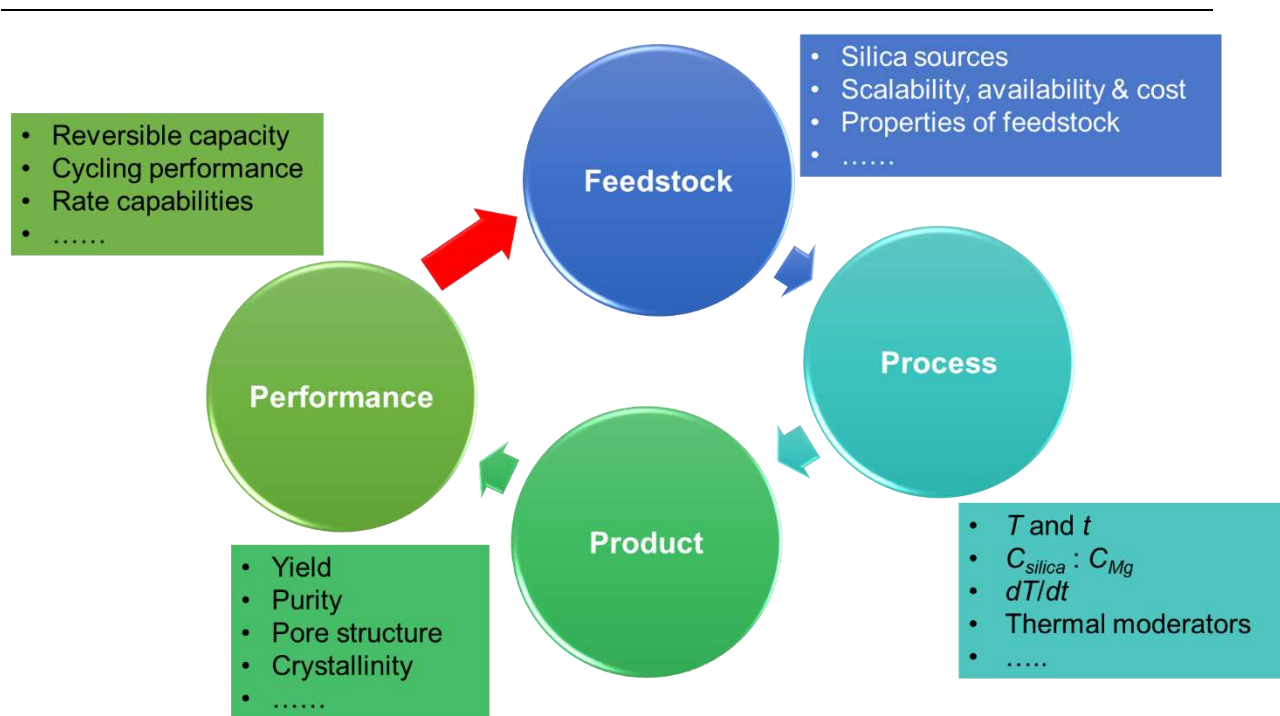 • Silica sources
• Scalability, availability & cost
• Properties of feedstock
• ……
• Reversible capacity
• Cycling performance
• Rate capabilities
• ……
Feedstock
Process
Performance
Product
• T and t
• Csilica : CMg
• dT/dt
• Thermal moderators
• …..
• Yield
• Purity
• Pore structure
• Crystallinity
• ……